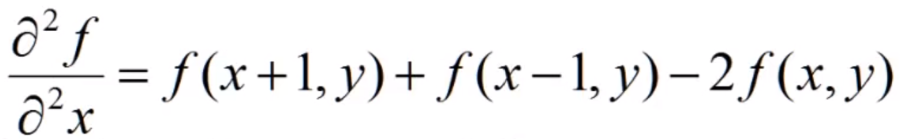 ∂²f/∂²x = f(x+1, y) + f(x−1, y) − 2f(x, y)